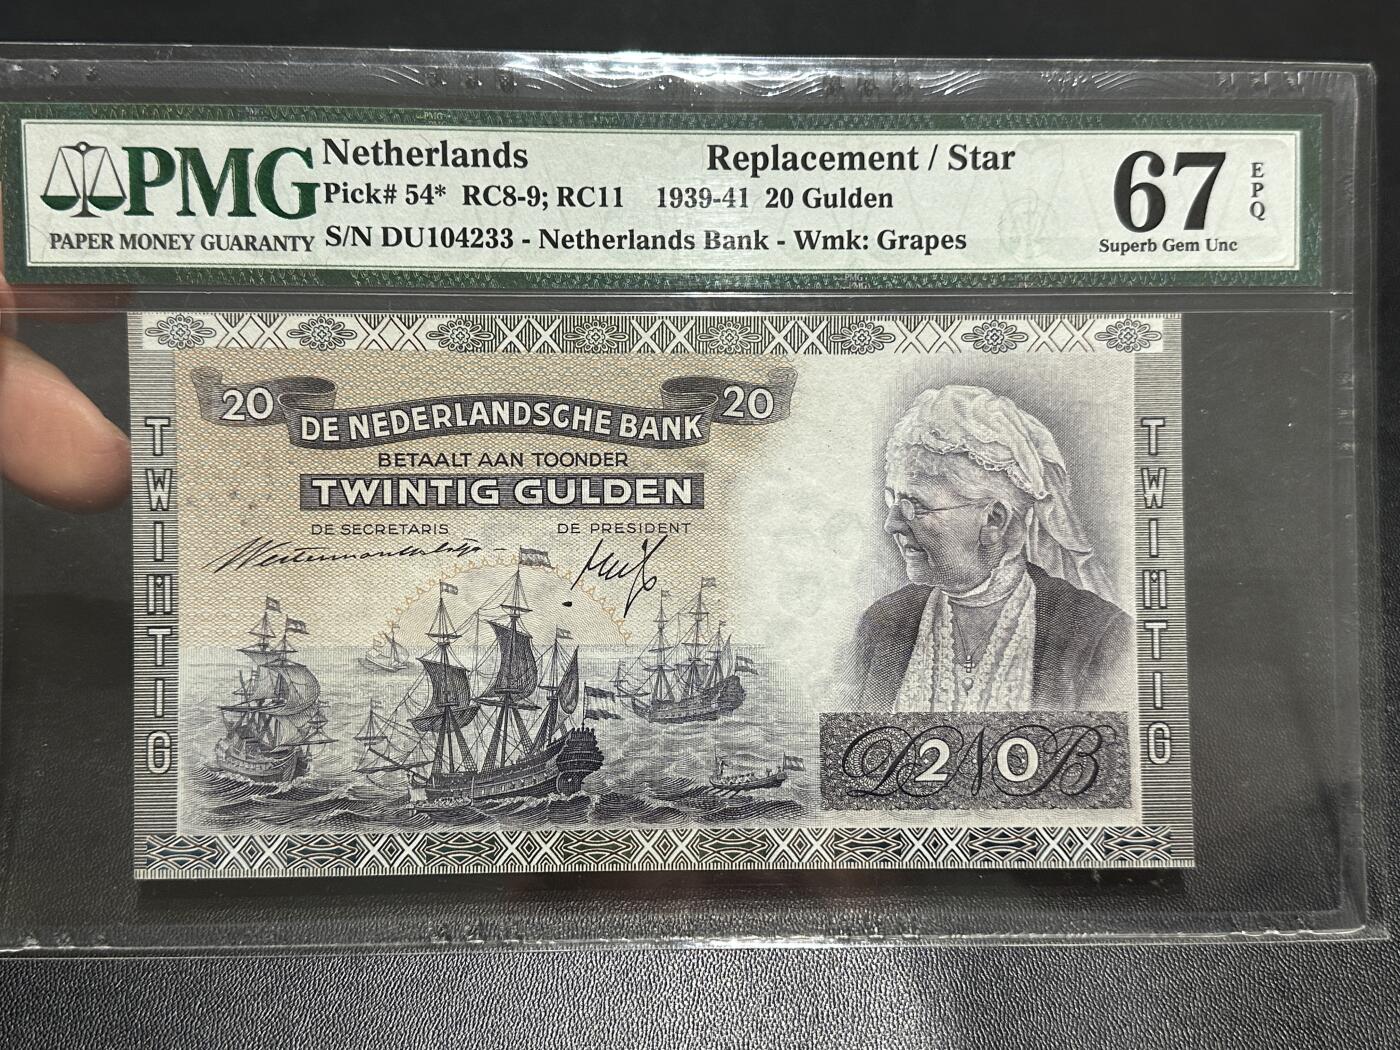 PMG
PAPER MONEY GUARANTY
Netherlands Replacement / Star
Pick# 54* RC8-9; RC11 1939-41 20 Gulden
S/N DU104233 - Netherlands Bank - Wmk: Grapes
67 EPQ
Superb Gem Unc
20 DE NEDERLANDSCHE BANK 20
BETAALT AAN TOONDER
TWINTIG GULDEN
DE SECRETARIS DE PRESIDENT
TWINTIG
TWINTIG
DNB
20